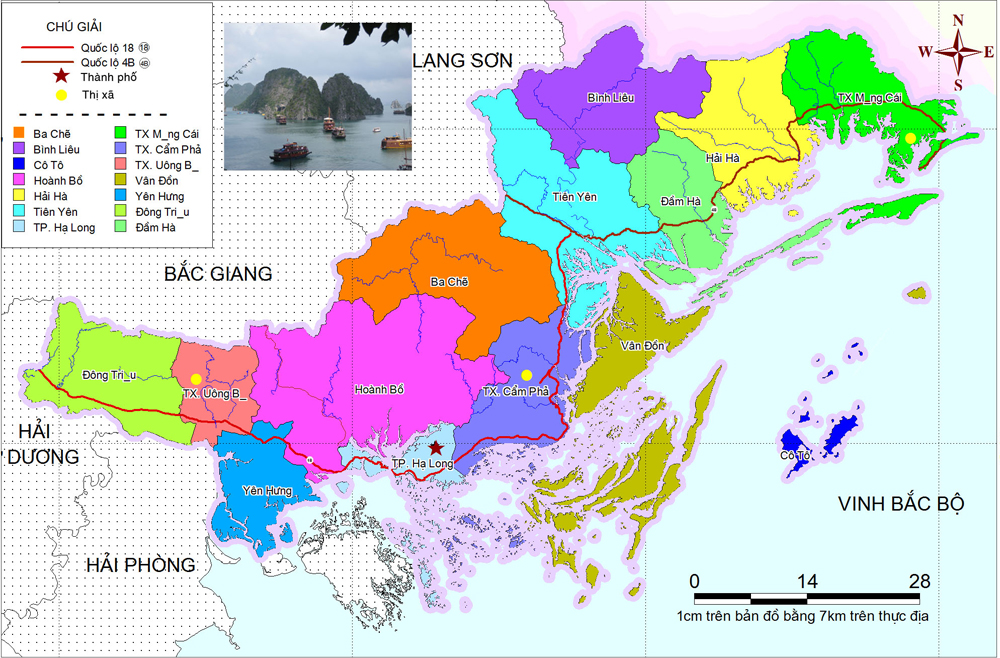 CHÚ GIẢI
Quốc lộ 18 18
Quốc lộ 4B 4B
Thành phố
Thị xã
Ba Chẽ
Bình Liêu
Cô Tô
Hoành Bồ
Hải Hà
Tiên Yên
TP. Hạ Long
TX M_ng Cái
TX. Cẩm Phả
TX. Uông B_
Vân Đồn
Yên Hưng
Đông Tri_u
Đầm Hà
LẠNG SƠN
N
W E
S
Bình Liêu
TX M_ng Cái
Hải Hà
Tiên Yên
Đầm Hà
BẮC GIANG
Ba Chẽ
Vân Đồn
Đông Tri_u
TX. Uông B_
Hoành Bồ
TX. Cẩm Phả
HẢI
DƯƠNG
Cô Tô
TP. Hạ Long
Yên Hưng
VINH BẮC BỘ
HẢI PHÒNG
0 14 28
1cm trên bản đồ bằng 7km trên thực địa